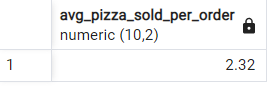 avg_pizza_sold_per_order
numeric (10,2)
1
2.32